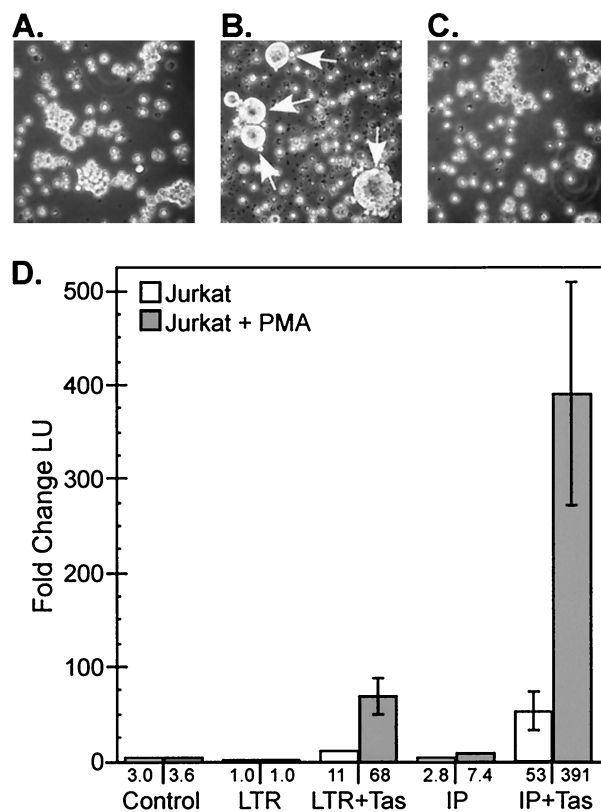 A.
B.
C.
D.
Jurkat
Jurkat + PMA
Fold Change LU
500
400
300
200
100
0
3.0 3.6 1.0 1.0 11 68 2.8 7.4 53 391
Control LTR LTR+Tas IP IP+Tas